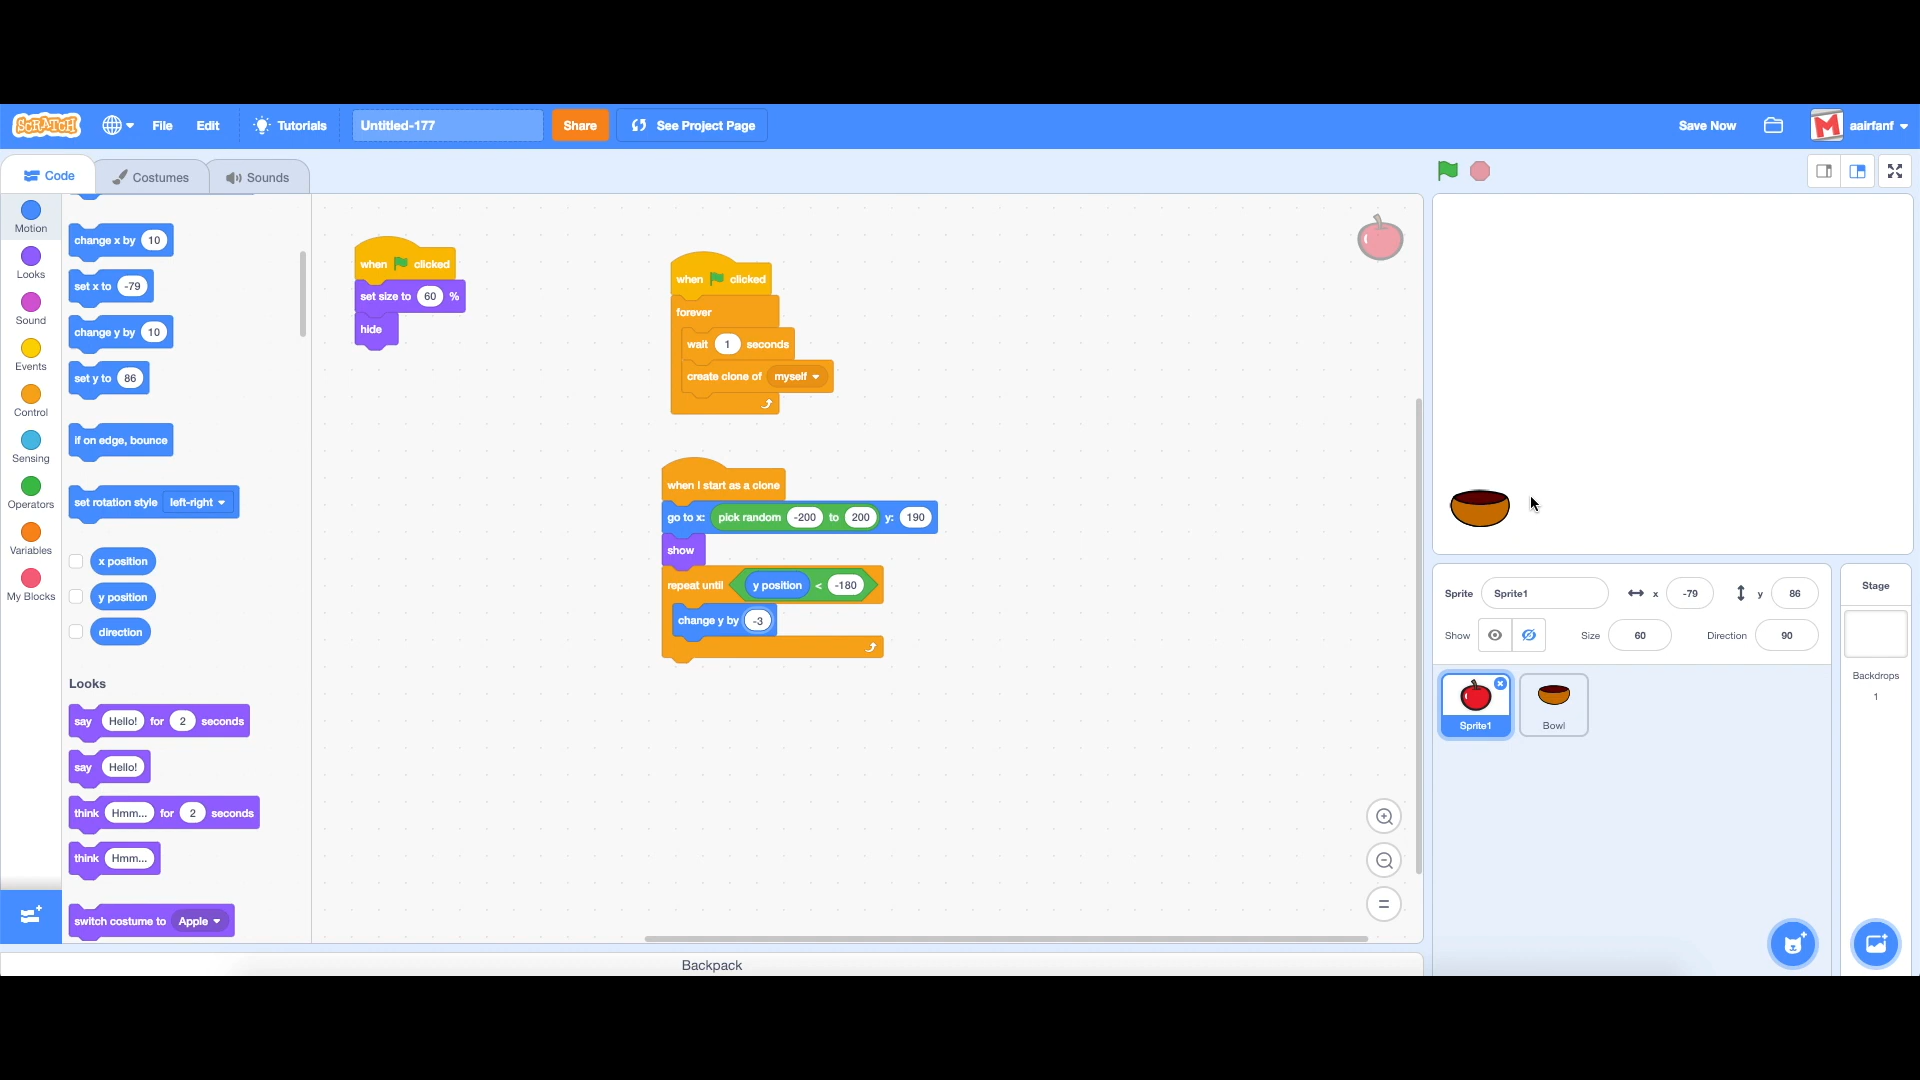 SCRATCH File Edit Tutorials Untitled-177 Share See Project Page Save Now aairfanf
Code Costumes Sounds
Motion
Looks
Sound
Events
Control
Sensing
Operators
Variables
My Blocks
change x by 10
set x to -79
change y by 10
set y to 86
if on edge, bounce
set rotation style left-right
x position
y position
direction
Looks
say Hello! for 2 seconds
say Hello!
think Hmm... for 2 seconds
think Hmm...
switch costume to Apple
when clicked
set size to 60 %
hide
when clicked
forever
wait 1 seconds
create clone of myself
when I start as a clone
go to x: pick random -200 to 200 y: 190
show
repeat until y position < -180
change y by -3
Sprite Sprite1 x -79 y 86
Show Size 60 Direction 90
Sprite1 Bowl
Stage
Backdrops
1
Backpack